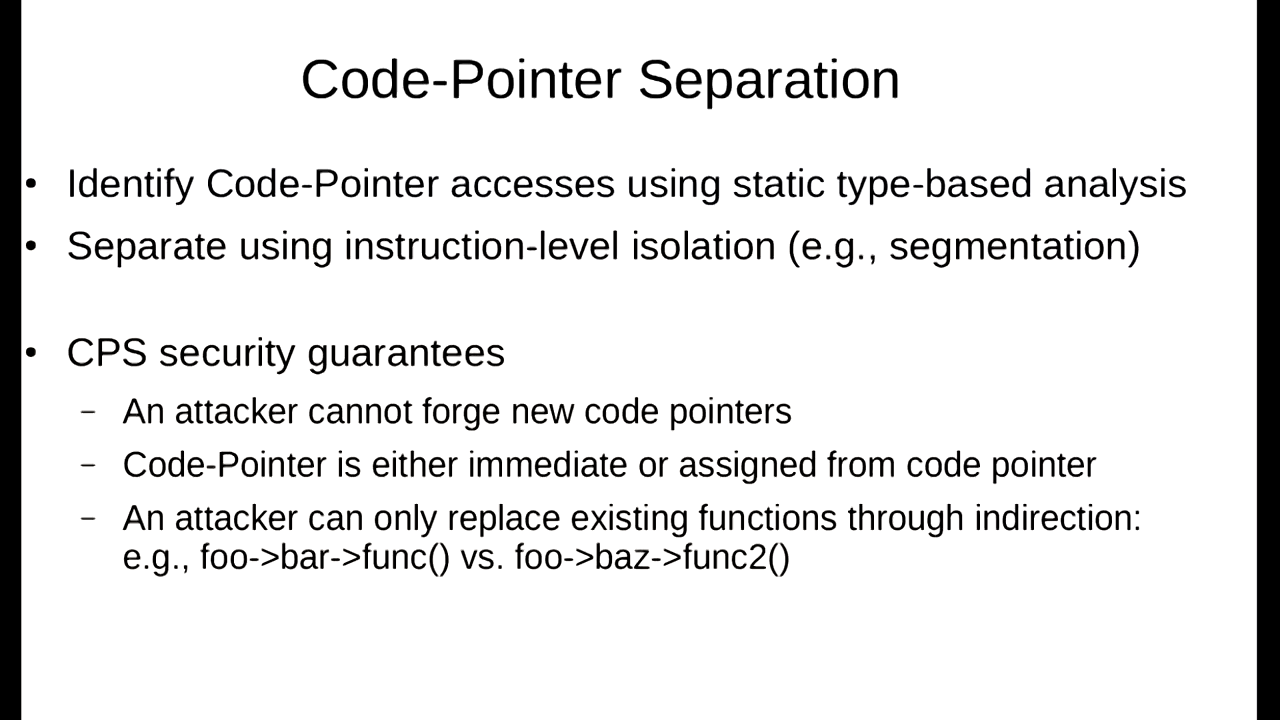 Code-Pointer Separation
• Identify Code-Pointer accesses using static type-based analysis
• Separate using instruction-level isolation (e.g., segmentation)
• CPS security guarantees
– An attacker cannot forge new code pointers
– Code-Pointer is either immediate or assigned from code pointer
– An attacker can only replace existing functions through indirection:
e.g., foo->bar->func() vs. foo->baz->func2()